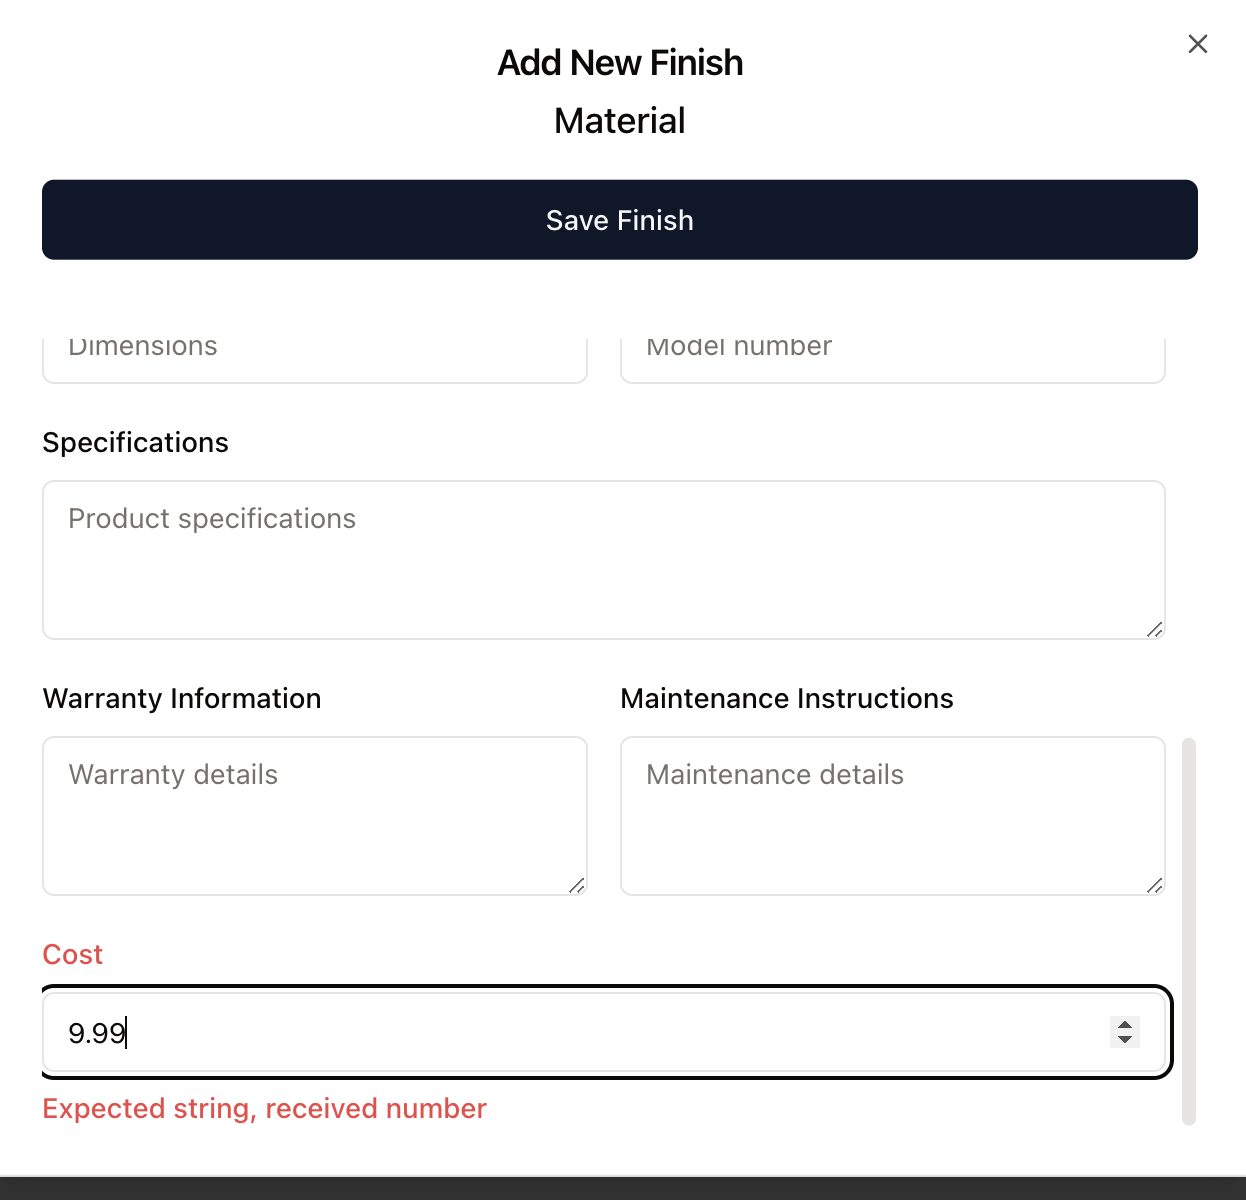 Add New Finish
Material
Save Finish
Dimensions
Model number
Specifications
Product specifications
Warranty Information
Maintenance Instructions
Warranty details
Maintenance details
Cost
9.99
Expected string, received number